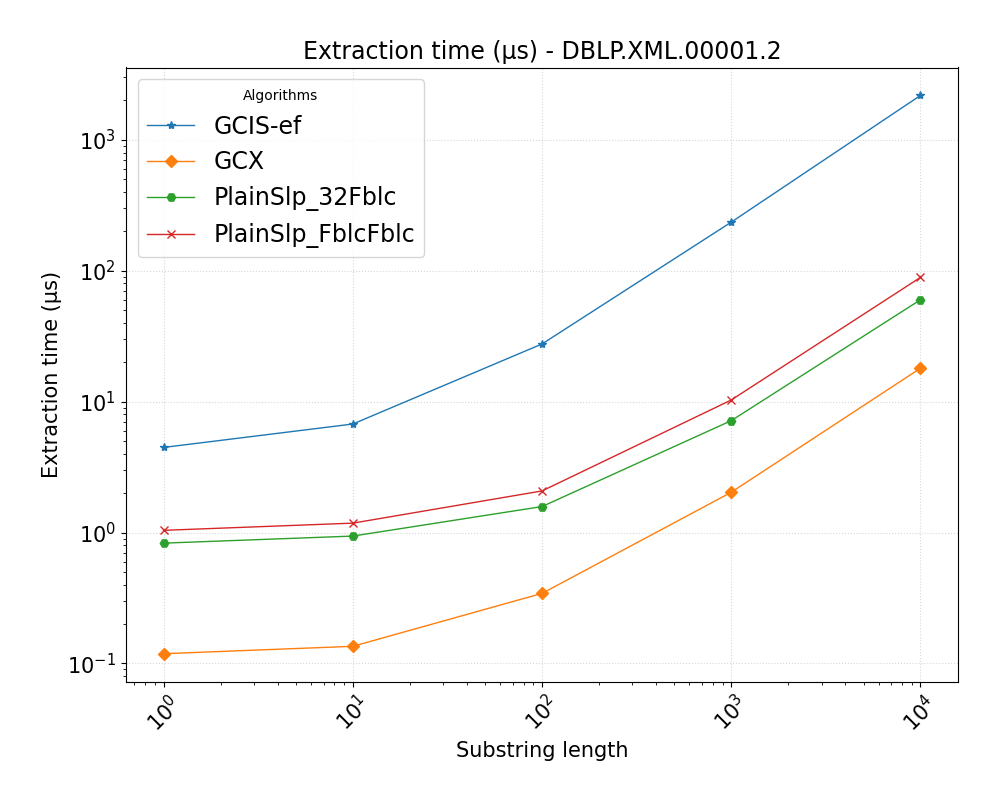 Extraction time (µs) - DBLP.XML.00001.2
Algorithms
GCIS-ef
GCX
PlainSlp_32Fblc
PlainSlp_FblcFblc
Extraction time (µs)
10³
10²
10¹
10⁰
10⁻¹
10⁰ 10¹ 10² 10³ 10⁴
Substring length